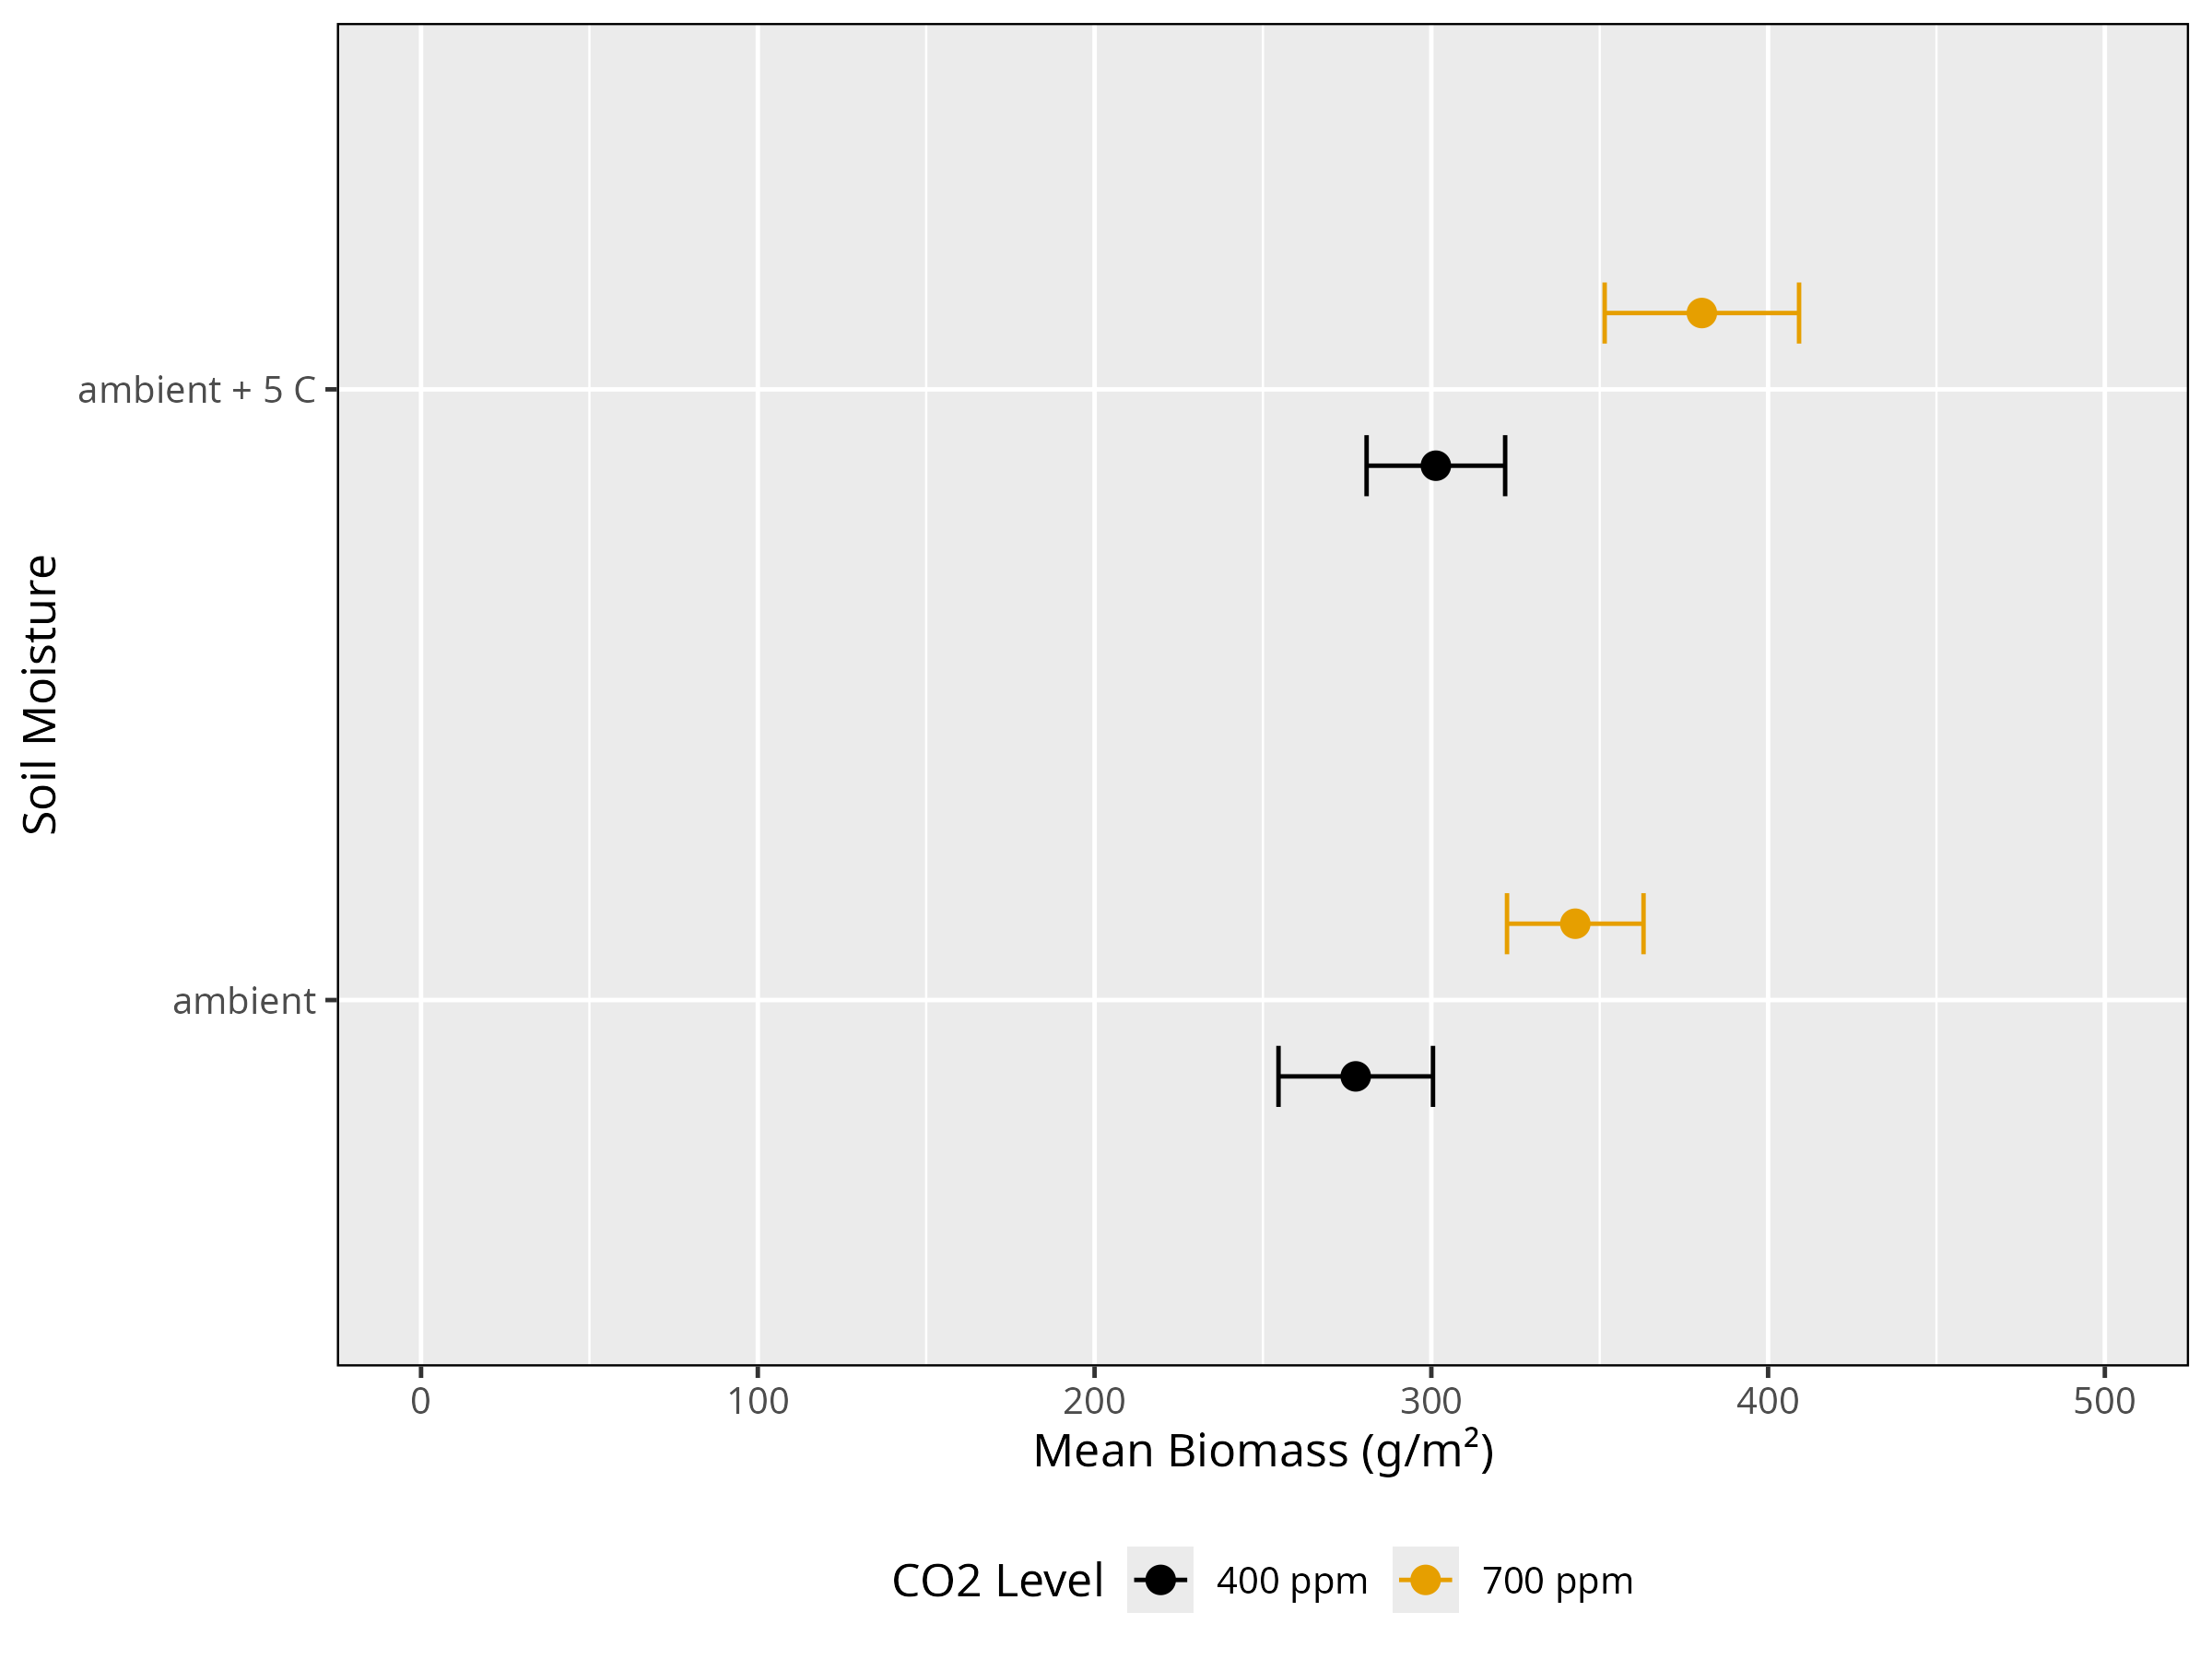 Soil Moisture
ambient + 5 C
ambient
0 100 200 300 400 500
Mean Biomass (g/m²)
CO2 Level 400 ppm 700 ppm